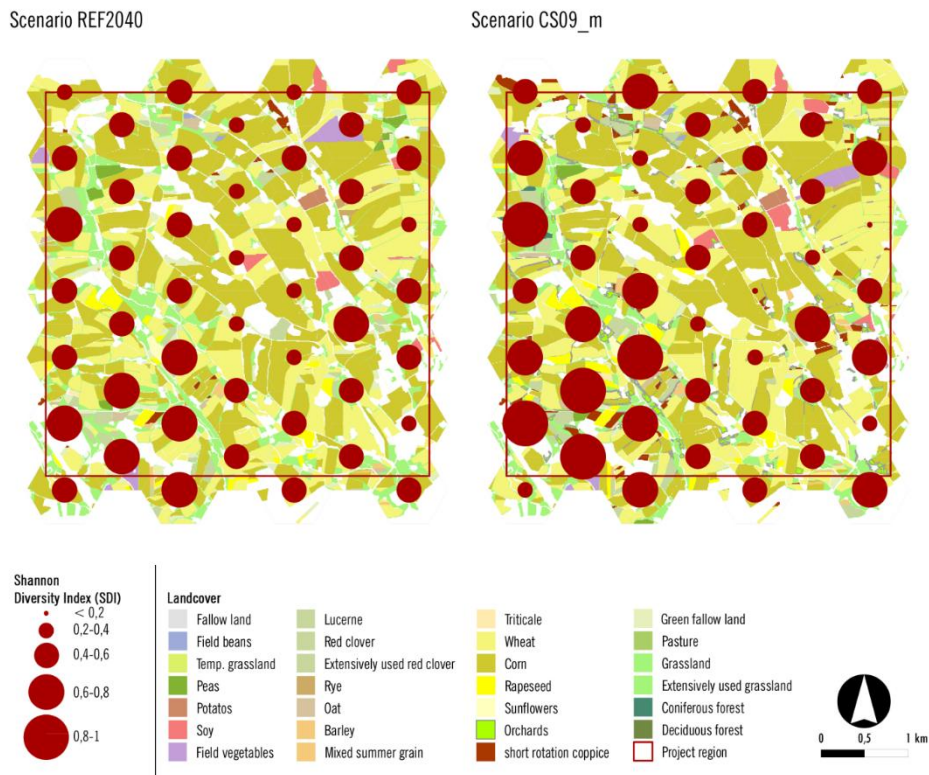 Scenario REF2040
Scenario CS09_m
Shannon
Diversity Index (SDI)
< 0,2
0,2-0,4
0,4-0,6
0,6-0,8
0,8-1
Landcover
Fallow land
Field beans
Temp. grassland
Peas
Potatos
Soy
Field vegetables
Lucerne
Red clover
Extensively used red clover
Rye
Oat
Barley
Mixed summer grain
Triticale
Wheat
Corn
Rapeseed
Sunflowers
Orchards
short rotation coppice
Green fallow land
Pasture
Grassland
Extensively used grassland
Coniferous forest
Deciduous forest
Project region
0 0,5 1 km